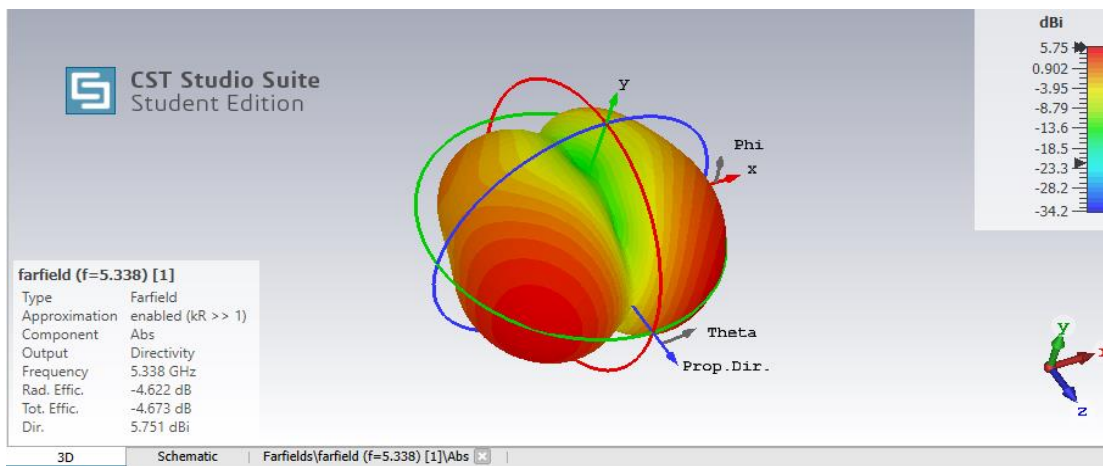 dBi
5.75
0.902
-3.95
-8.79
-13.6
-18.5
-23.3
-28.2
-34.2
CST Studio Suite
Student Edition
y
Phi
x
Theta
Prop.Dir.
farfield (f=5.338) [1]
Type Farfield
Approximation enabled (kR >> 1)
Component Abs
Output Directivity
Frequency 5.338 GHz
Rad. Effic. -4.622 dB
Tot. Effic. -4.673 dB
Dir. 5.751 dBi
y
x
z
3D Schematic Farfields\farfield (f=5.338) [1]\Abs